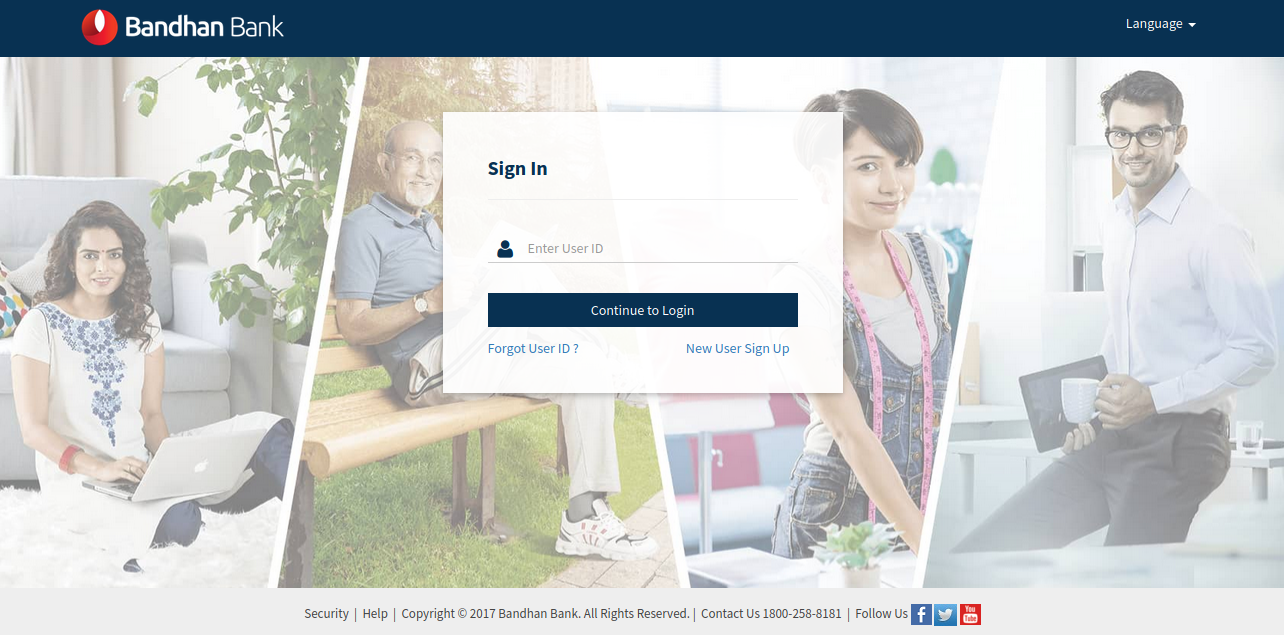 Bandhan Bank
Language
Sign In
Enter User ID
Continue to Login
Forgot User ID ?
New User Sign Up
Security | Help | Copyright © 2017 Bandhan Bank. All Rights Reserved. | Contact Us 1800-258-8181 | Follow Us f You Tube